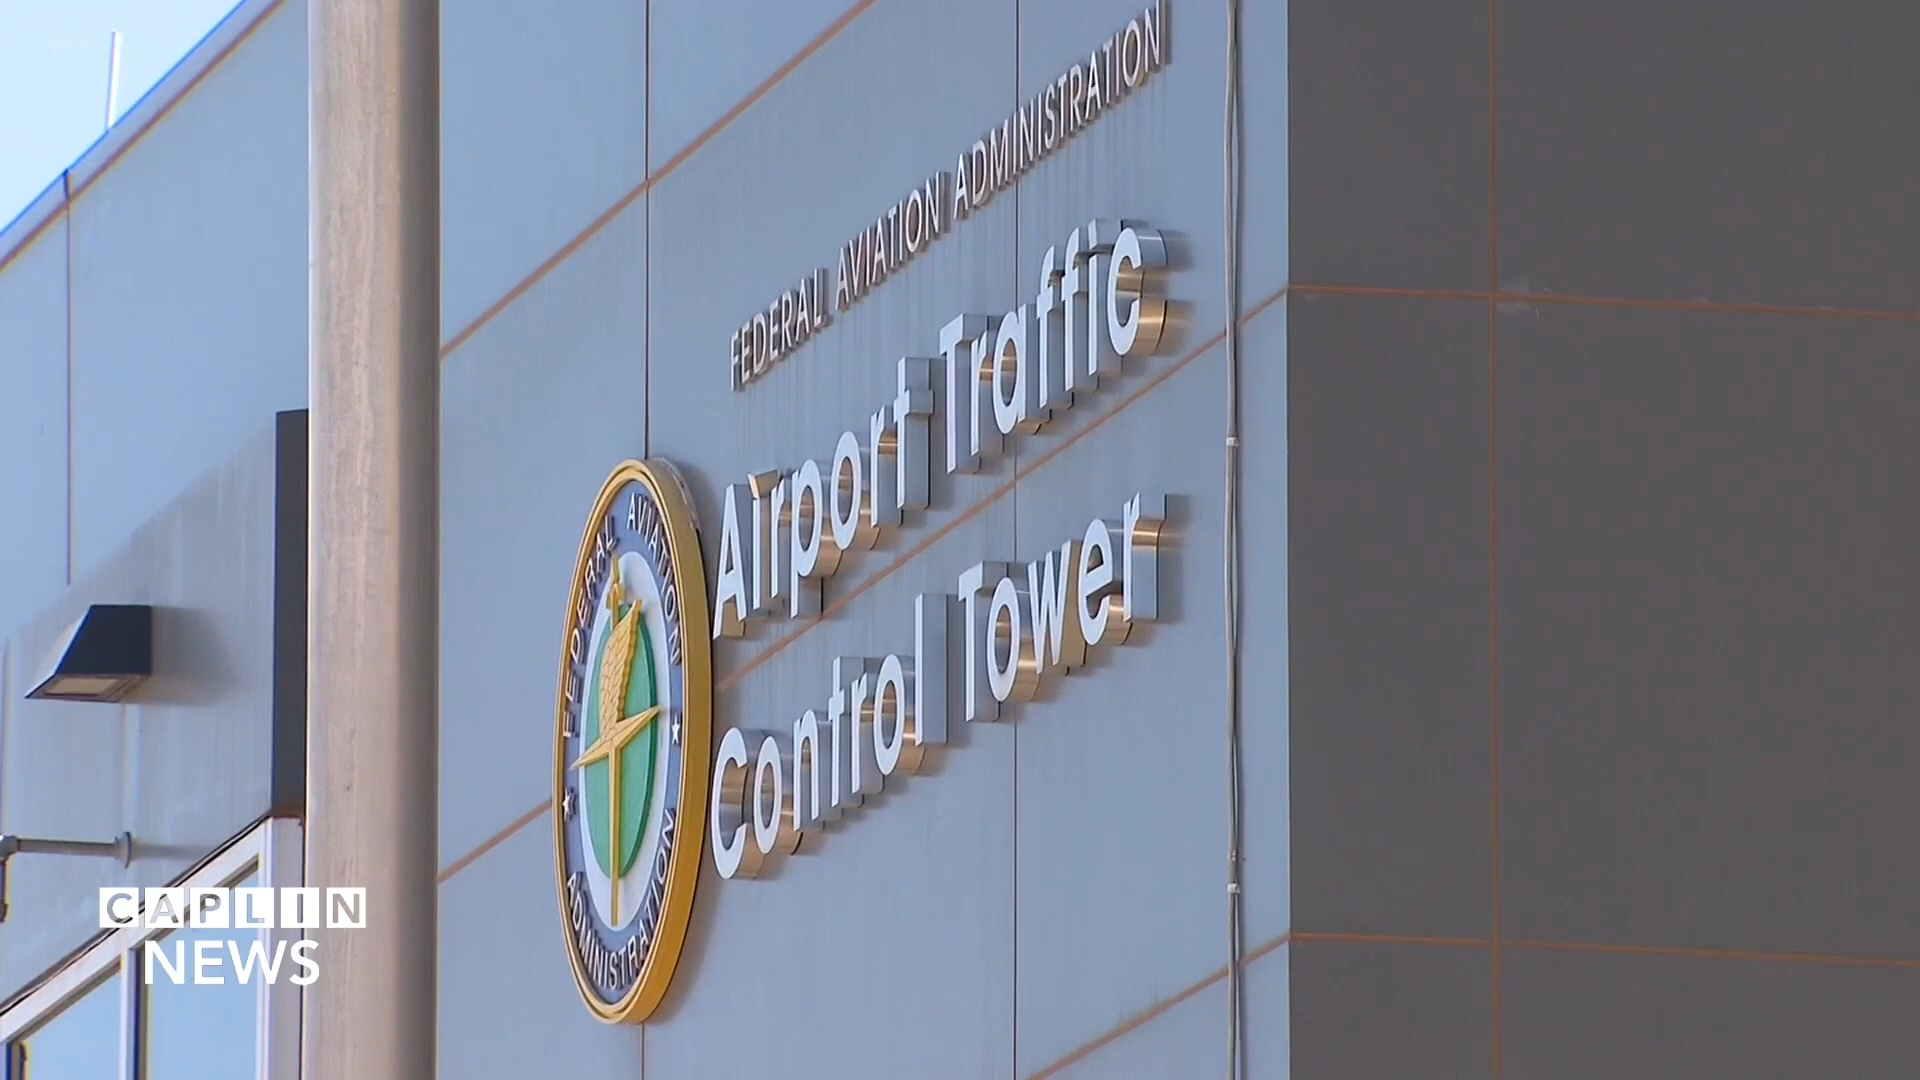 FEDERAL AVIATION ADMINISTRATION
Airport Traffic
Control Tower
FEDERAL AVIATION
ADMINISTRATION
CAPLIN
NEWS